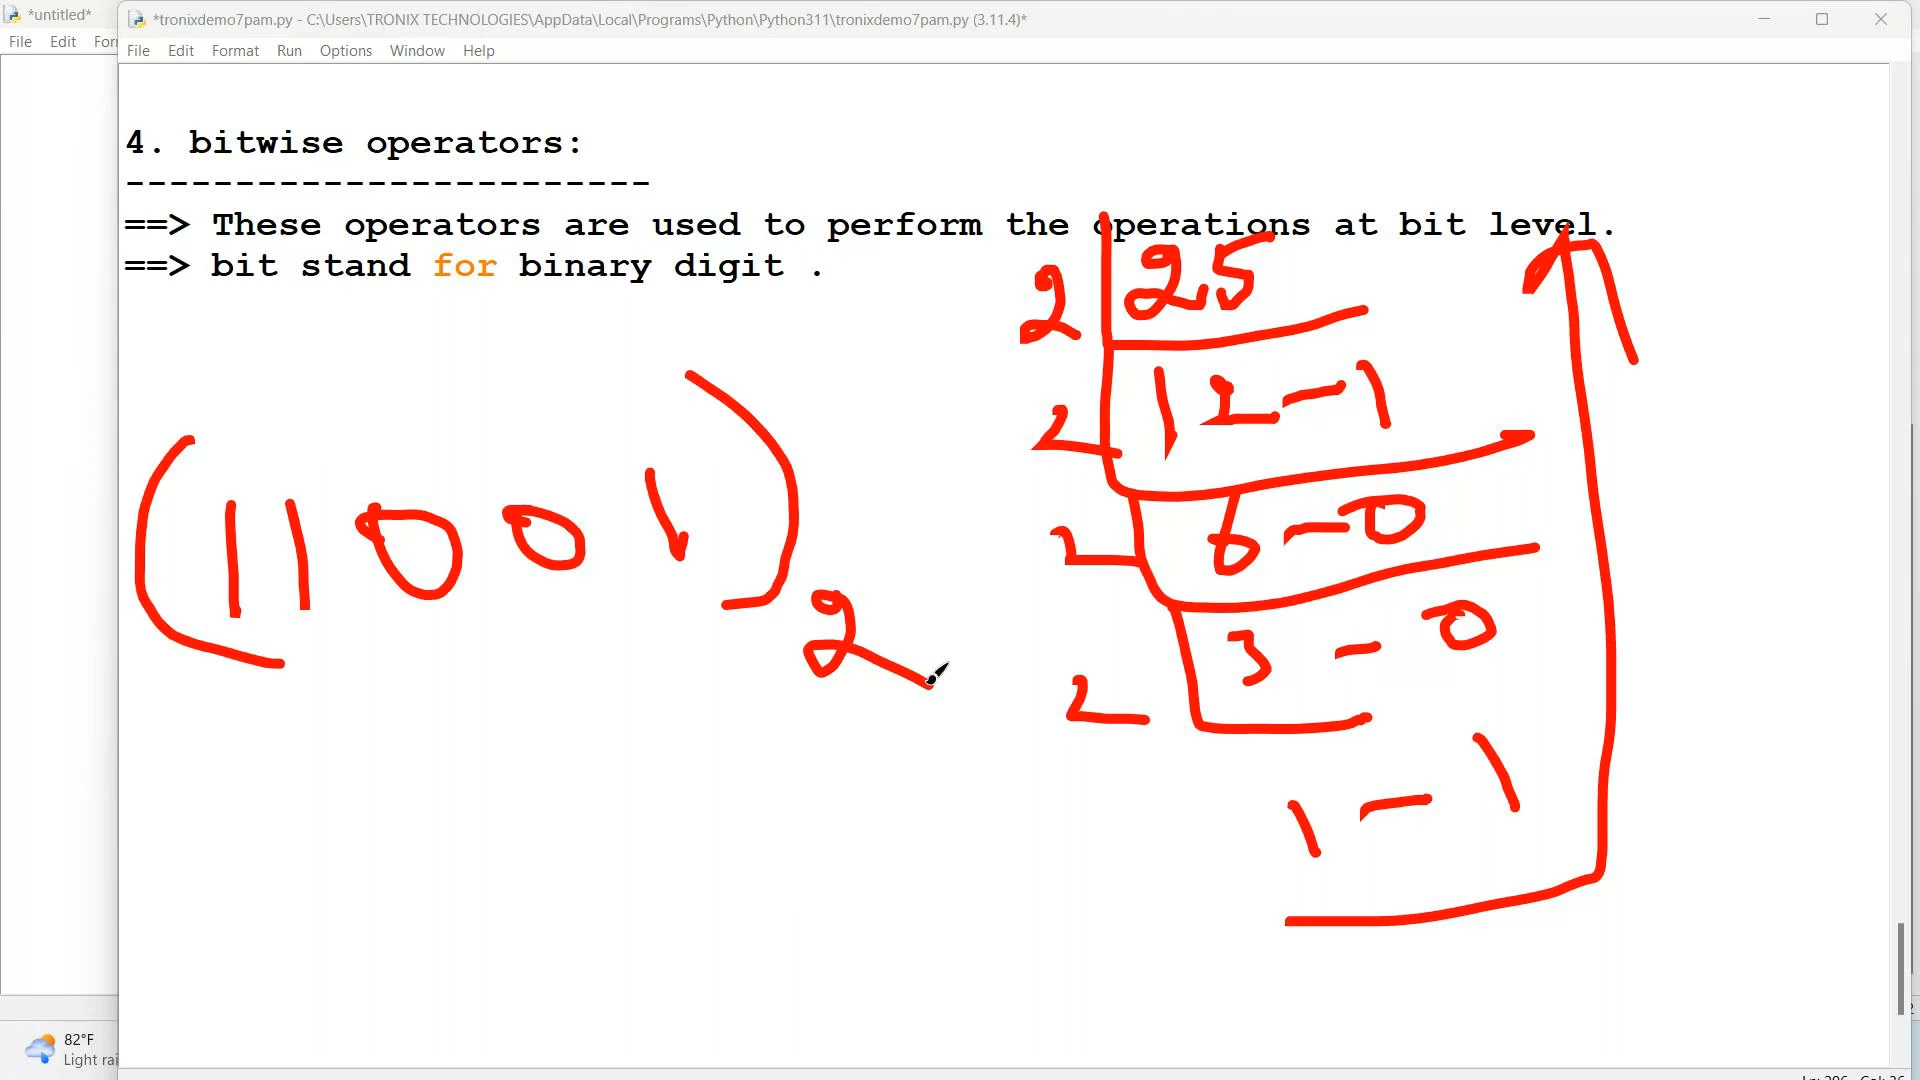 *untitled*
*tronixdemo7pam.py - C:\Users\TRONIX TECHNOLOGIES\AppData\Local\Programs\Python\Python311\tronixdemo7pam.py (3.11.4)*
File Edit
File Edit Format Run Options Window Help
4. bitwise operators:
------------------------
==> These operators are used to perform the operations at bit level.
==> bit stand for binary digit .
2 25
2 12-1
2 6-0
2 3-0
1-1
(11001)2
82°F
Light rai